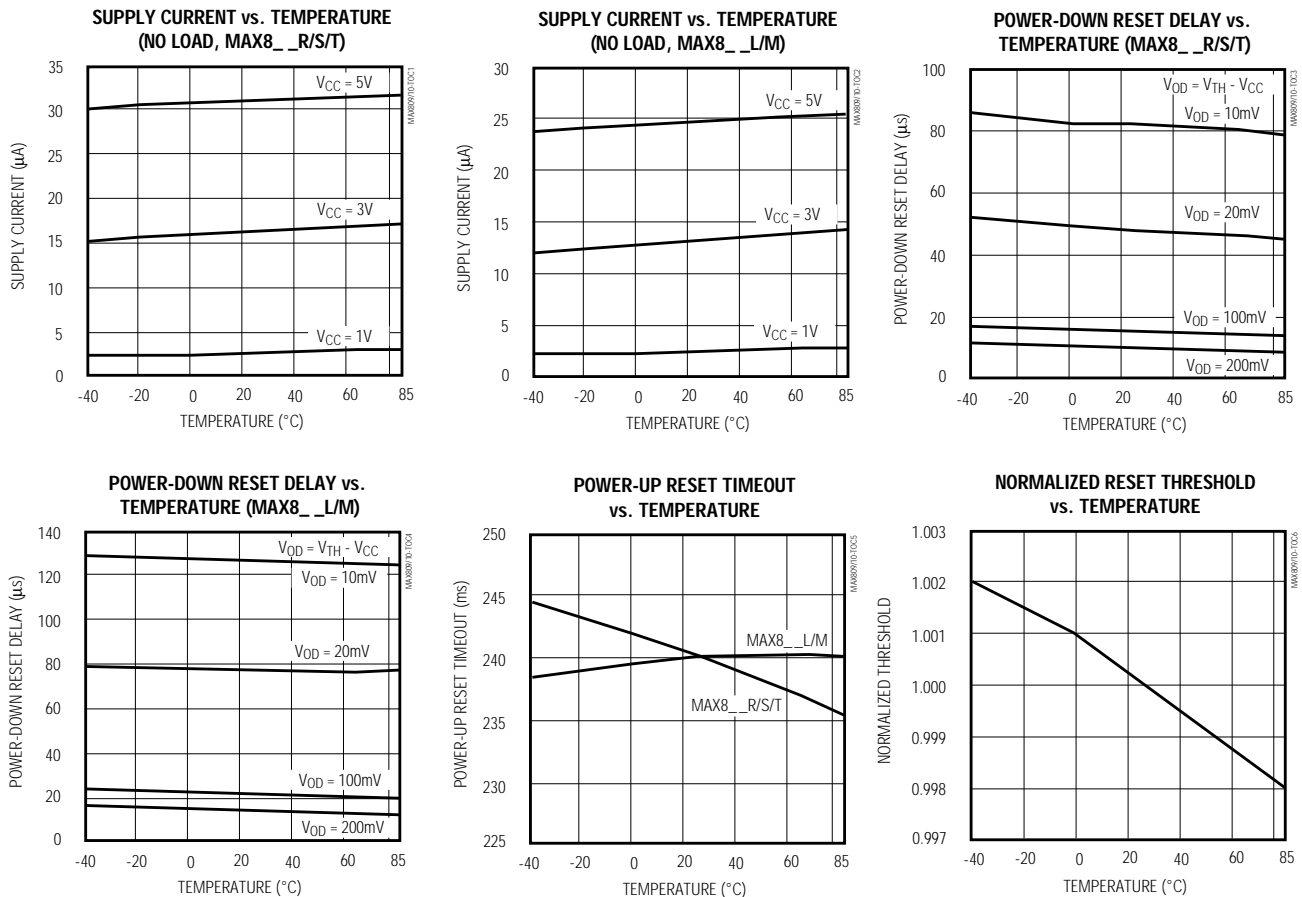 SUPPLY CURRENT vs. TEMPERATURE
(NO LOAD, MAX8_ _R/S/T)
35
30
25
20
15
10
5
0
SUPPLY CURRENT (µA)
VCC = 5V
VCC = 3V
VCC = 1V
MAX809/10-TOC1
-40 -20 0 20 40 60 85
TEMPERATURE (°C)
SUPPLY CURRENT vs. TEMPERATURE
(NO LOAD, MAX8_ _L/M)
30
25
20
15
10
5
0
SUPPLY CURRENT (µA)
VCC = 5V
VCC = 3V
VCC = 1V
MAX809/10-TOC2
-40 -20 0 20 40 60 85
TEMPERATURE (°C)
POWER-DOWN RESET DELAY vs.
TEMPERATURE (MAX8_ _R/S/T)
100
80
60
40
20
0
POWER-DOWN RESET DELAY (µs)
VOD = VTH - VCC
VOD = 10mV
VOD = 20mV
VOD = 100mV
VOD = 200mV
MAX809/10-TOC3
-40 -20 0 20 40 60 85
TEMPERATURE (°C)
POWER-DOWN RESET DELAY vs.
TEMPERATURE (MAX8_ _L/M)
140
120
100
80
60
40
20
0
POWER-DOWN RESET DELAY (µs)
VOD = VTH - VCC
VOD = 10mV
VOD = 20mV
VOD = 100mV
VOD = 200mV
MAX809/10-TOC4
-40 -20 0 20 40 60 85
TEMPERATURE (°C)
POWER-UP RESET TIMEOUT
vs. TEMPERATURE
250
245
240
235
230
225
POWER-UP RESET TIMEOUT (ms)
MAX8_ _L/M
MAX8_ _R/S/T
MAX809/10-TOC5
-40 -20 0 20 40 60 85
TEMPERATURE (°C)
NORMALIZED RESET THRESHOLD
vs. TEMPERATURE
1.003
1.002
1.001
1.000
0.999
0.998
0.997
NORMALIZED THRESHOLD
MAX809/10-TOC6
-40 -20 0 20 40 60 85
TEMPERATURE (°C)